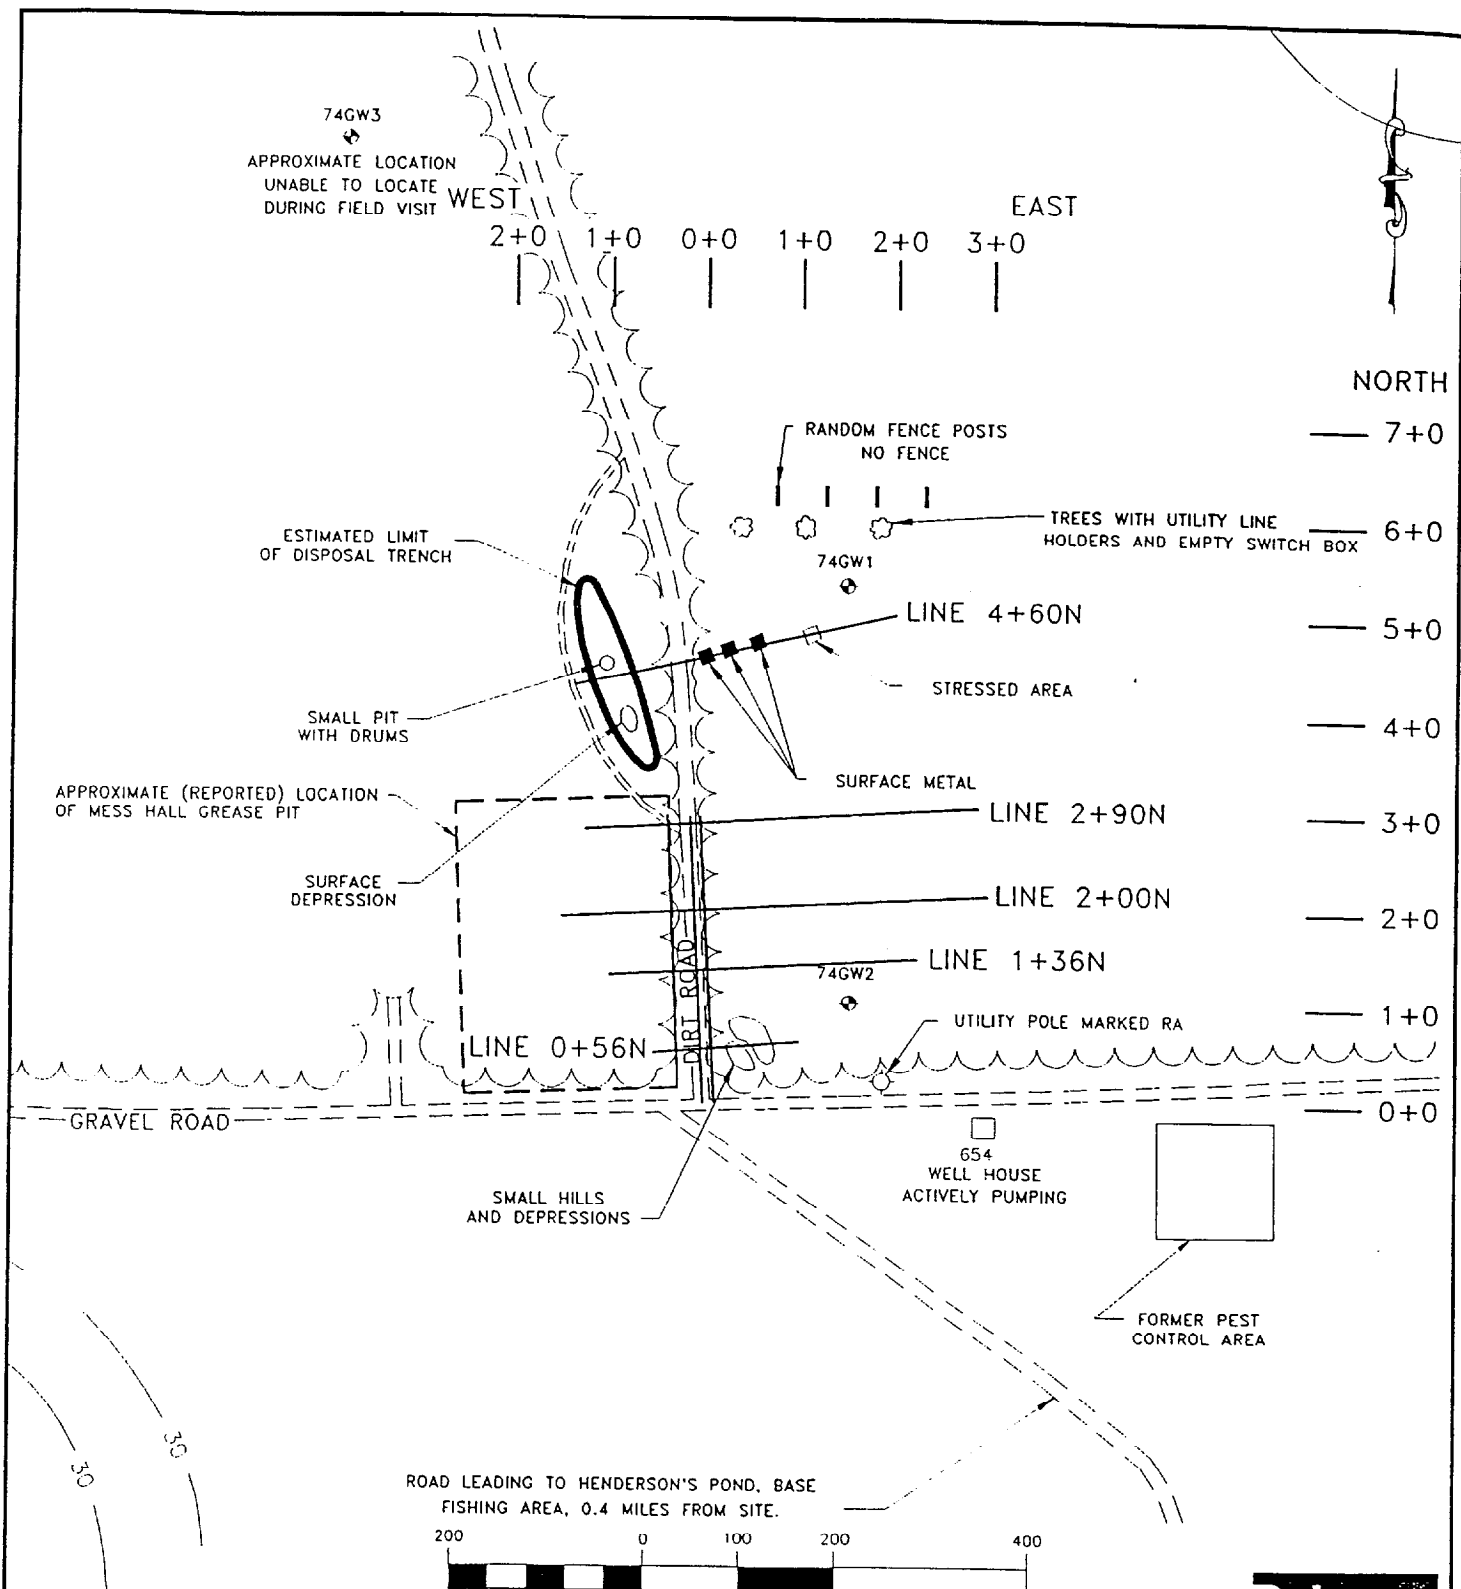 74GW3
APPROXIMATE LOCATION
UNABLE TO LOCATE
DURING FIELD VISIT
WEST
EAST
2+0 1+0 0+0 1+0 2+0 3+0
NORTH
7+0
RANDOM FENCE POSTS
NO FENCE
TREES WITH UTILITY LINE
HOLDERS AND EMPTY SWITCH BOX
6+0
ESTIMATED LIMIT
OF DISPOSAL TRENCH
74GW1
LINE 4+60N
5+0
STRESSED AREA
SMALL PIT
WITH DRUMS
4+0
SURFACE METAL
APPROXIMATE (REPORTED) LOCATION
OF MESS HALL GREASE PIT
LINE 2+90N
3+0
SURFACE
DEPRESSION
LINE 2+00N
2+0
DIRT ROAD
LINE 1+36N
74GW2
1+0
UTILITY POLE MARKED RA
LINE 0+56N
0+0
GRAVEL ROAD
654
WELL HOUSE
ACTIVELY PUMPING
SMALL HILLS
AND DEPRESSIONS
FORMER PEST
CONTROL AREA
30
30
ROAD LEADING TO HENDERSON'S POND, BASE
FISHING AREA, 0.4 MILES FROM SITE.
200 0 100 200 400